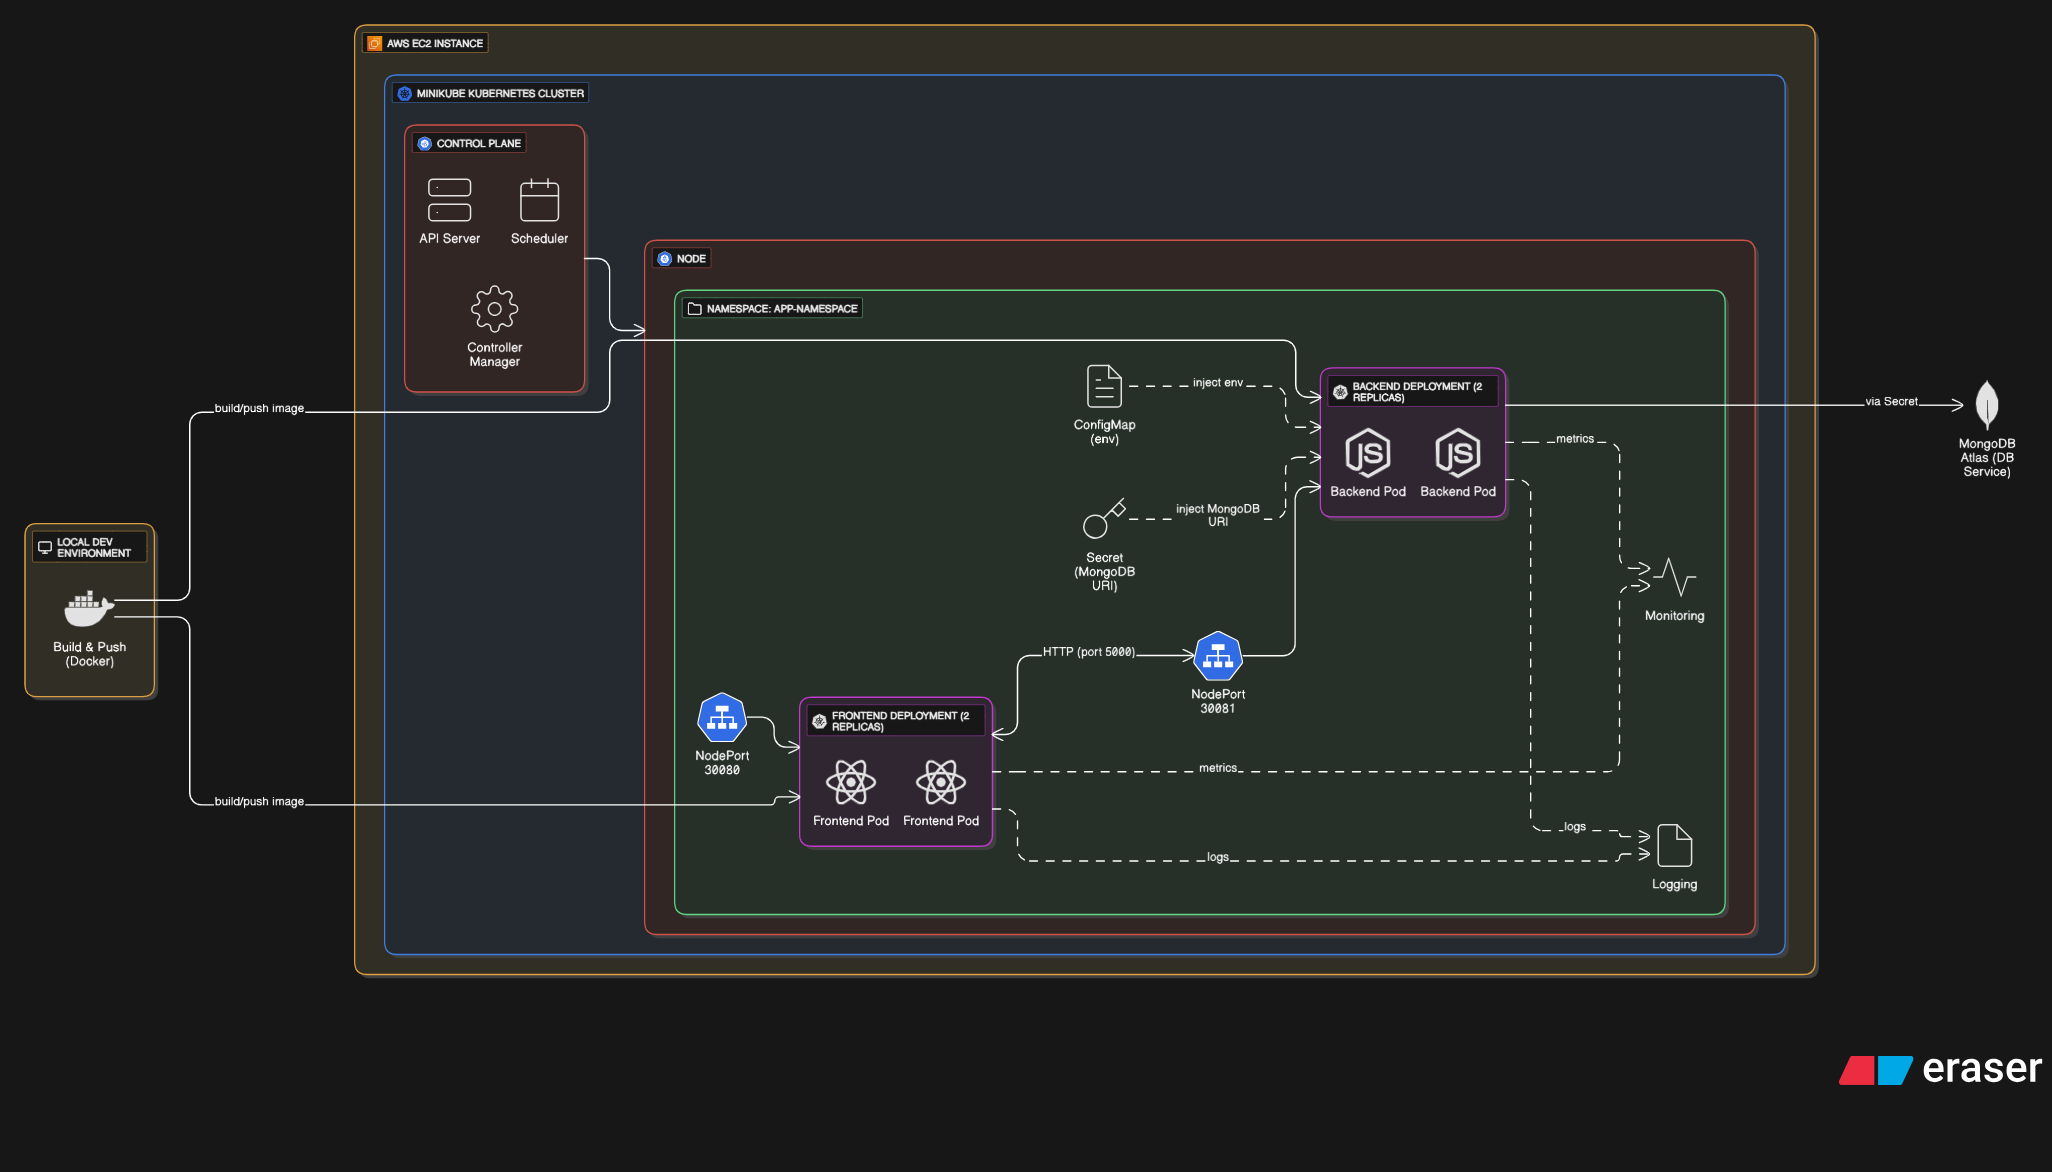 AWS EC2 INSTANCE
MINIKUBE KUBERNETES CLUSTER
CONTROL PLANE
API Server
Scheduler
Controller
Manager
NODE
NAMESPACE: APP-NAMESPACE
build/push image
ConfigMap
(env)
inject env
BACKEND DEPLOYMENT (2
REPLICAS)
Backend Pod
Backend Pod
via Secret
MongoDB
Atlas (DB
Service)
metrics
Secret
(MongoDB
URI)
inject MongoDB
URI
LOCAL DEV
ENVIRONMENT
Build & Push
(Docker)
Monitoring
HTTP (port 5000)
NodePort
30081
NodePort
30080
FRONTEND DEPLOYMENT (2
REPLICAS)
Frontend Pod
Frontend Pod
metrics
build/push image
logs
logs
Logging
eraser